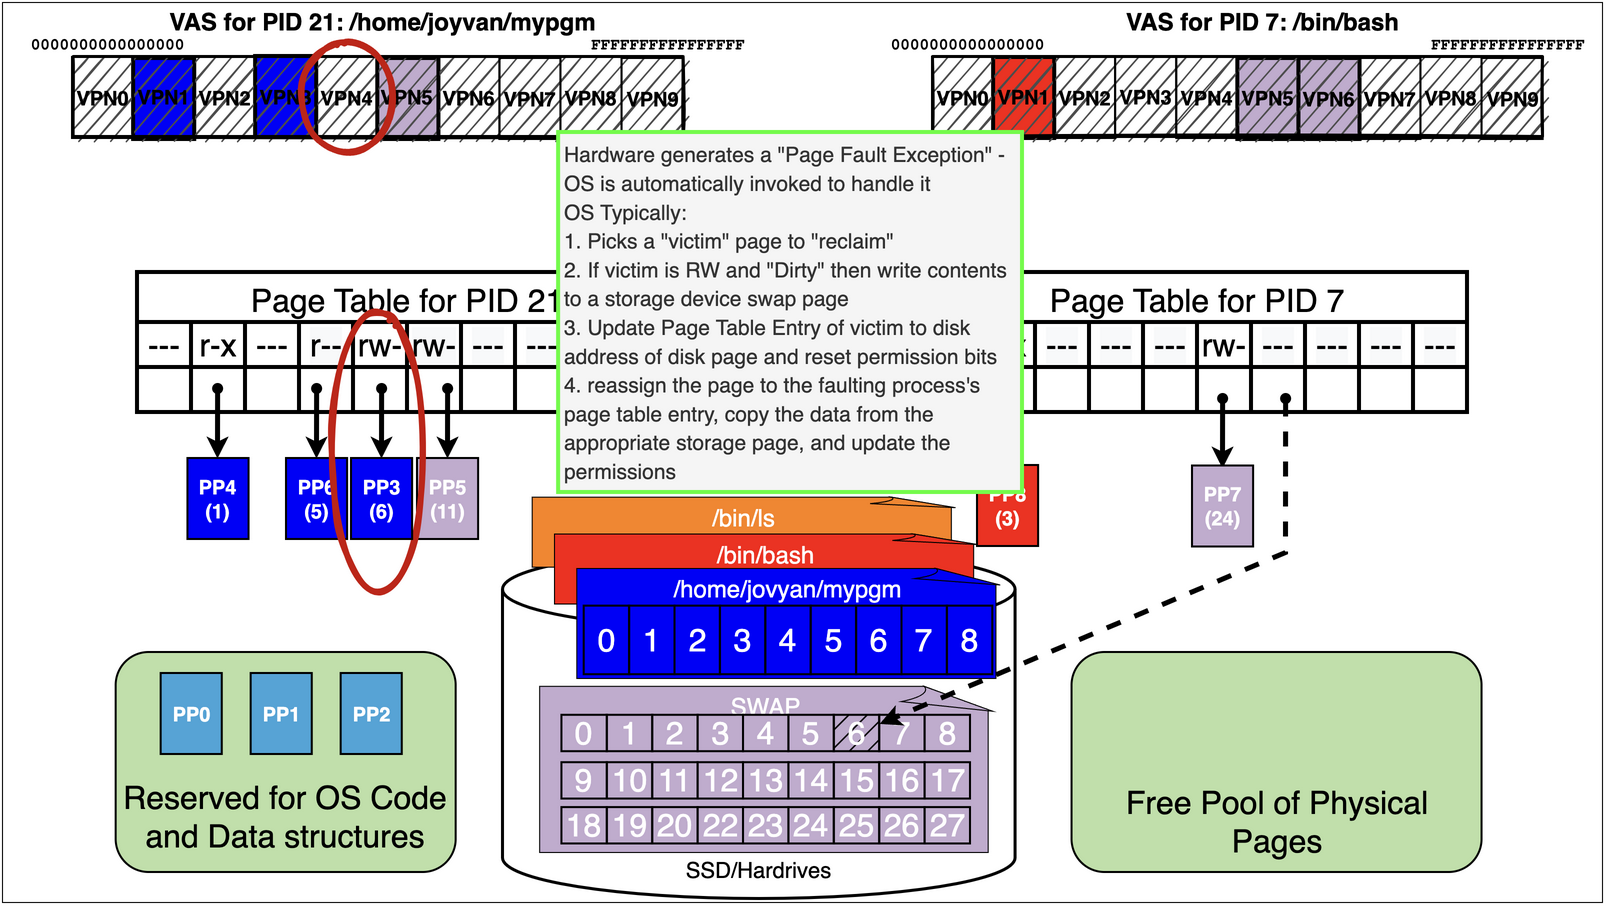 VAS for PID 21: /home/joyvan/mypgm
VAS for PID 7: /bin/bash
0000000000000000
FFFFFFFFFFFFFFFF
0000000000000000
FFFFFFFFFFFFFFFF
VPN0 VPN1 VPN2 VPN3 VPN4 VPN5 VPN6 VPN7 VPN8 VPN9
VPN0 VPN1 VPN2 VPN3 VPN4 VPN5 VPN6 VPN7 VPN8 VPN9
Hardware generates a "Page Fault Exception" -
OS is automatically invoked to handle it
OS Typically:
1. Picks a "victim" page to "reclaim"
2. If victim is RW and "Dirty" then write contents
to a storage device swap page
3. Update Page Table Entry of victim to disk
address of disk page and reset permission bits
4. reassign the page to the faulting process's
page table entry, copy the data from the
appropriate storage page, and update the
permissions
Page Table for PID 21
--- r-x --- r-- rw- rw- --- ---
Page Table for PID 7
--- --- --- rw- --- --- --- ---
PP4
(1)
PP6
(5)
PP3
(6)
PP5
(11)
PP8
(3)
PP7
(24)
/bin/ls
/bin/bash
/home/jovyan/mypgm
0 1 2 3 4 5 6 7 8
SWAP
0 1 2 3 4 5 6 7 8
9 10 11 12 13 14 15 16 17
18 19 20 22 23 24 25 26 27
SSD/Hardrives
PP0 PP1 PP2
Reserved for OS Code
and Data structures
Free Pool of Physical
Pages